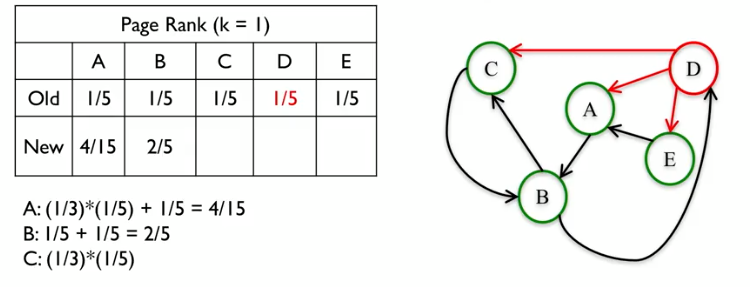 Page Rank (k = 1)
A B C D E
Old 1/5 1/5 1/5 1/5 1/5
New 4/15 2/5
A: (1/3)*(1/5) + 1/5 = 4/15
B: 1/5 + 1/5 = 2/5
C: (1/3)*(1/5)
C
D
A
E
B